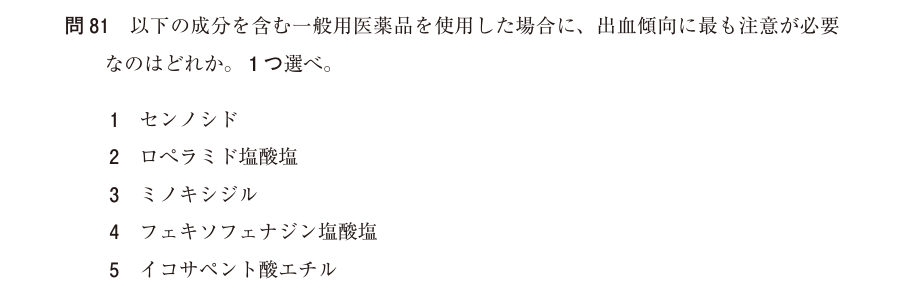 問81 以下の成分を含む一般用医薬品を使用した場合に、出血傾向に最も注意が必要
なのはどれか。1つ選べ。
1 センノシド
2 ロペラミド塩酸塩
3 ミノキシジル
4 フェキソフェナジン塩酸塩
5 イコサペント酸エチル